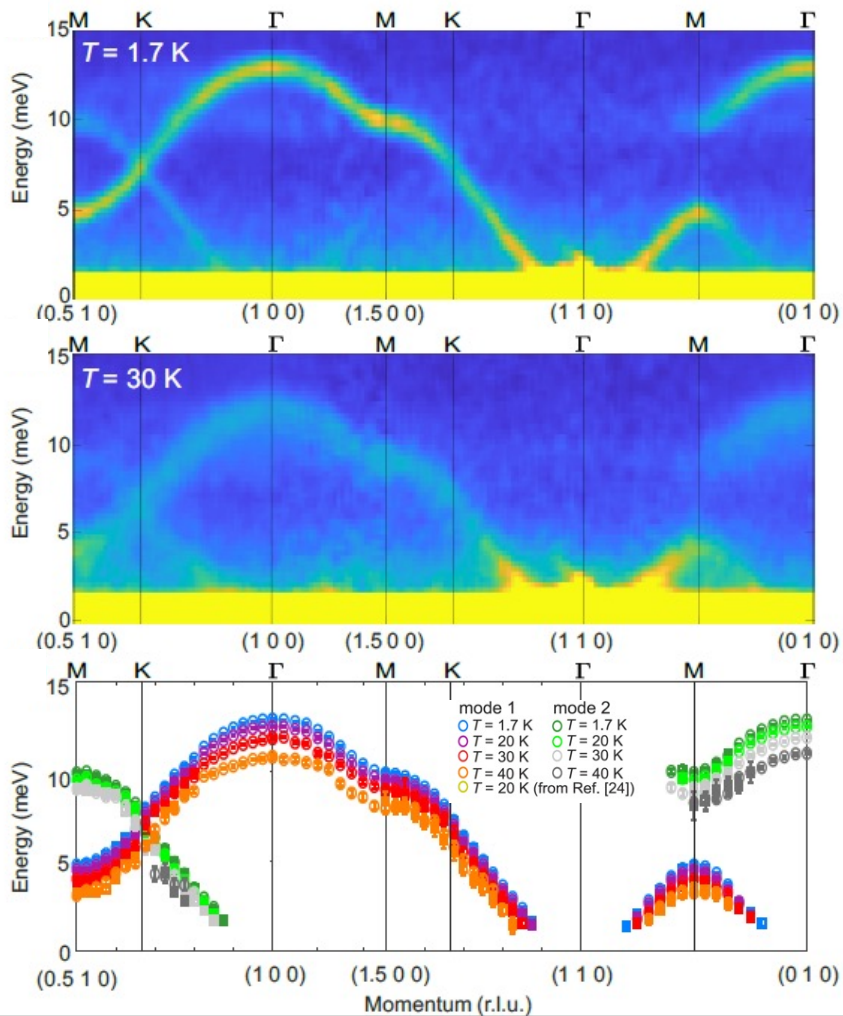 M K Γ M K Γ M Γ
15
T = 1.7 K
10
Energy (meV)
5
0
(0.5 1 0) (1 0 0) (1.5 0 0) (1 1 0) (0 1 0)
M K Γ M K Γ M Γ
15
T = 30 K
10
Energy (meV)
5
0
(0.5 1 0) (1 0 0) (1.5 0 0) (1 1 0) (0 1 0)
M K Γ M K Γ M Γ
15
mode 1 mode 2
T = 1.7 K T = 1.7 K
T = 20 K T = 20 K
T = 30 K T = 30 K
T = 40 K T = 40 K
T = 20 K (from Ref. [24])
10
Energy (meV)
5
0
(0.5 1 0) (1 0 0) (1.5 0 0) (1 1 0) (0 1 0)
Momentum (r.l.u.)